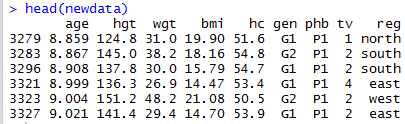 > head(newdata)
age hgt wgt bmi hc gen phb tv reg
3279 8.859 124.8 31.0 19.90 51.6 G1 P1 1 north
3283 8.867 145.0 38.2 18.16 54.8 G2 P1 2 south
3296 8.908 137.8 30.0 15.79 54.7 G1 P1 2 south
3321 8.999 136.3 26.9 14.47 53.4 G1 P1 4 east
3323 9.004 151.2 48.2 21.08 50.5 G2 P1 2 west
3327 9.021 141.4 29.4 14.70 53.9 G1 P1 2 east